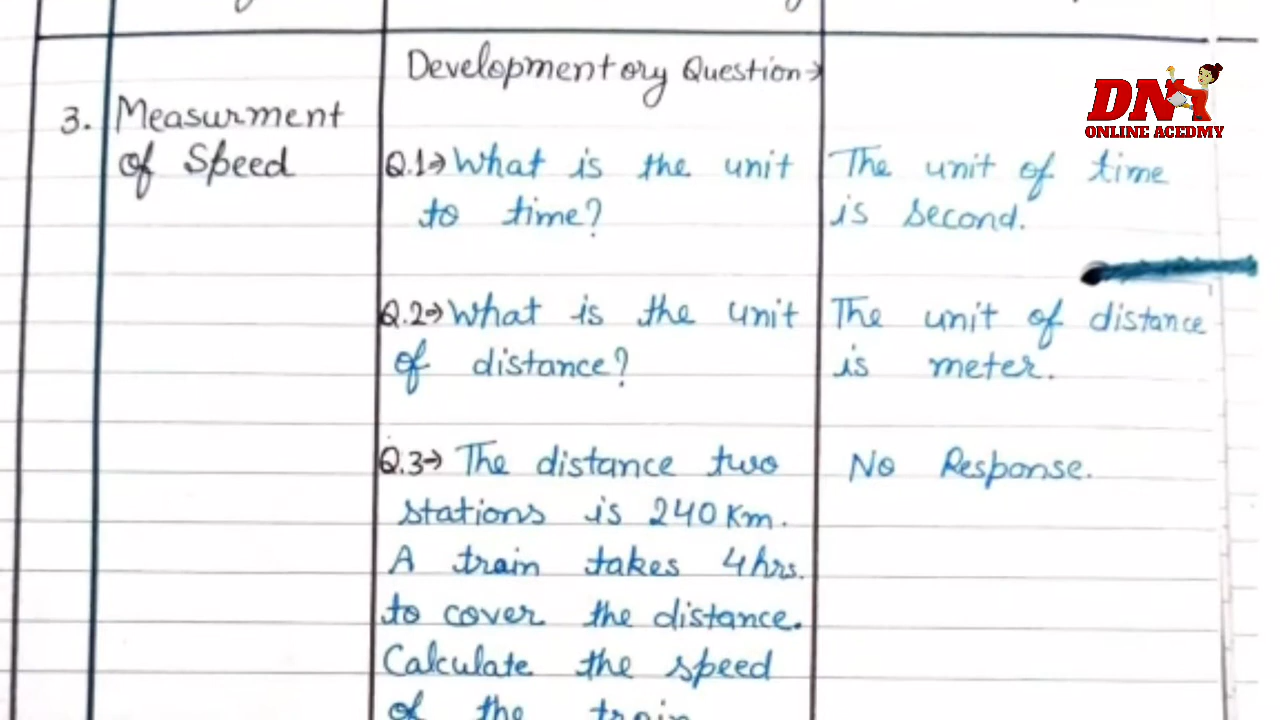 Developmentory Question→
3. Measurment
of Speed
Q.1→ What is the unit
to time?
The unit of time
is second.
Q.2→ What is the unit
of distance?
The unit of distance
is meter.
Q.3→ The distance two
stations is 240 Km.
A train takes 4 hrs.
to cover the distance.
Calculate the speed
of the train
No Response.
DNA
ONLINE ACEDMY